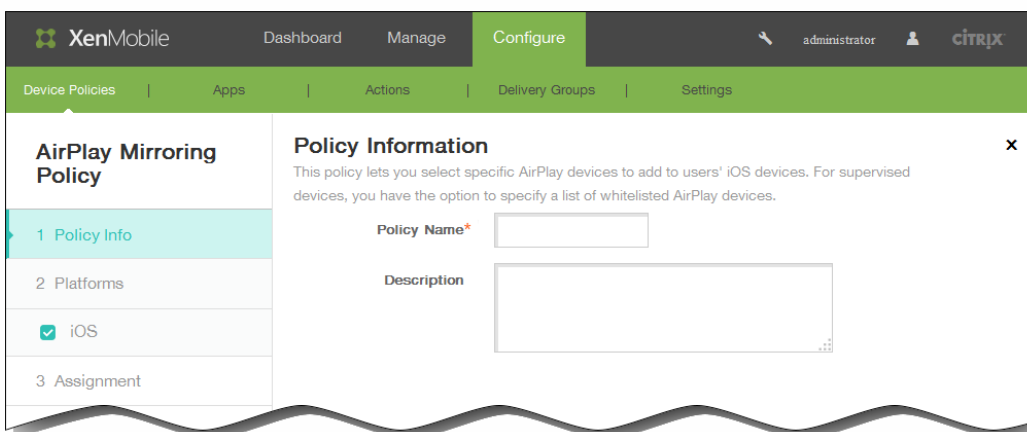 XenMobile Dashboard Manage Configure administrator CİTRIX
Device Policies | Apps | Actions | Delivery Groups | Settings
AirPlay Mirroring
Policy
1 Policy Info
2 Platforms
iOS
3 Assignment
Policy Information
This policy lets you select specific AirPlay devices to add to users' iOS devices. For supervised
devices, you have the option to specify a list of whitelisted AirPlay devices.
Policy Name*
Description